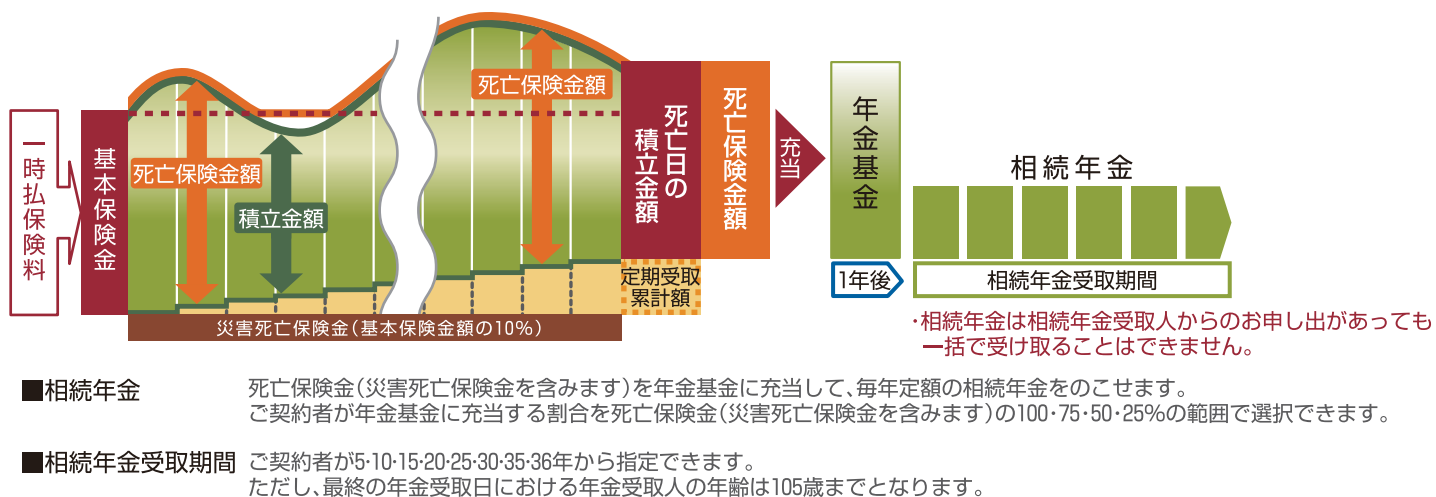 一時払保険料
基本保険金
死亡保険金額
積立金額
死亡保険金額
死亡日の
積立金額
定期受取
累計額
死亡保険金額
充当
災害死亡保険金(基本保険金額の10%)
年金基金
1年後
相続年金
相続年金受取期間
・相続年金は相続年金受取人からのお申し出があっても
一括で受け取ることはできません。
■相続年金
死亡保険金(災害死亡保険金を含みます)を年金基金に充当して、毎年定額の相続年金をのこせます。
ご契約者が年金基金に充当する割合を死亡保険金(災害死亡保険金を含みます)の100・75・50・25%の範囲で選択できます。
■相続年金受取期間
ご契約者が5・10・15・20・25・30・35・36年から指定できます。
ただし、最終の年金受取日における年金受取人の年齢は105歳までとなります。